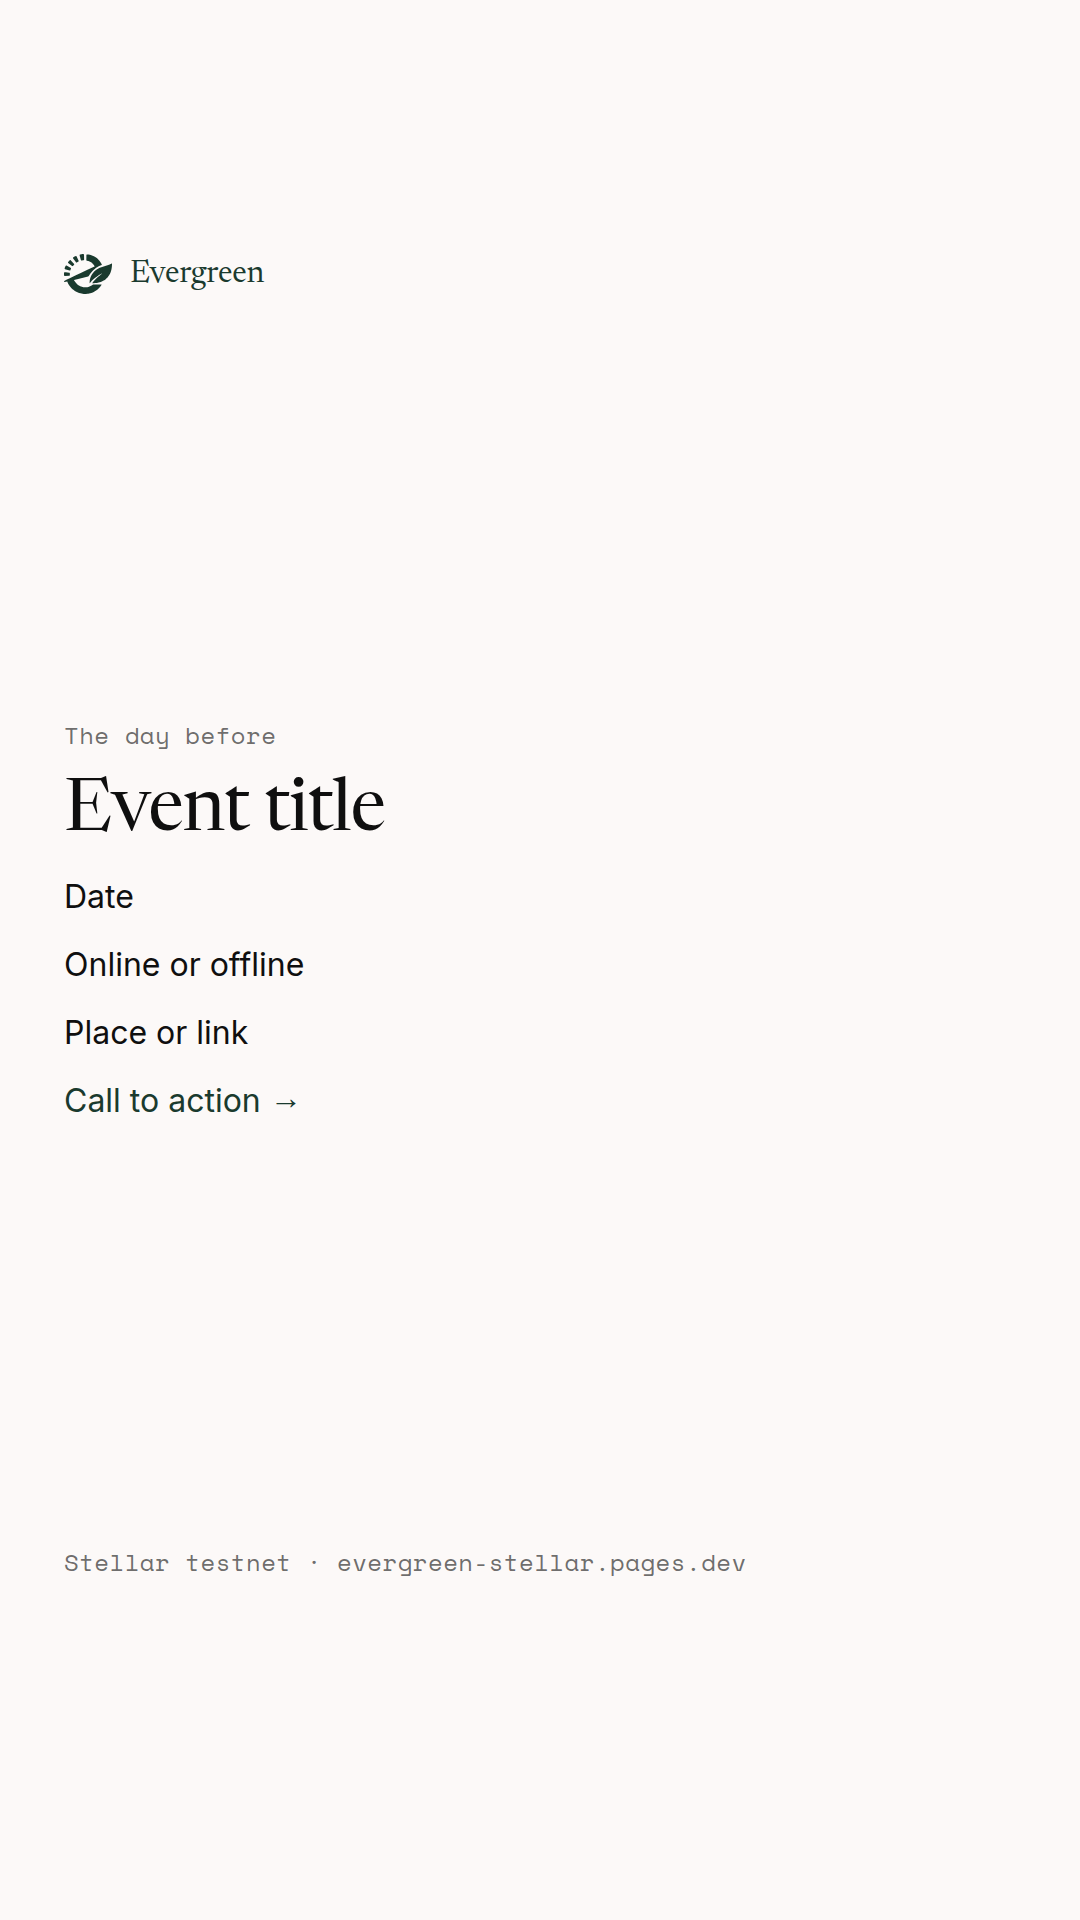 Evergreen
The day before
Event title
Date
Online or offline
Place or link
Call to action →
Stellar testnet · evergreen-stellar.pages.dev